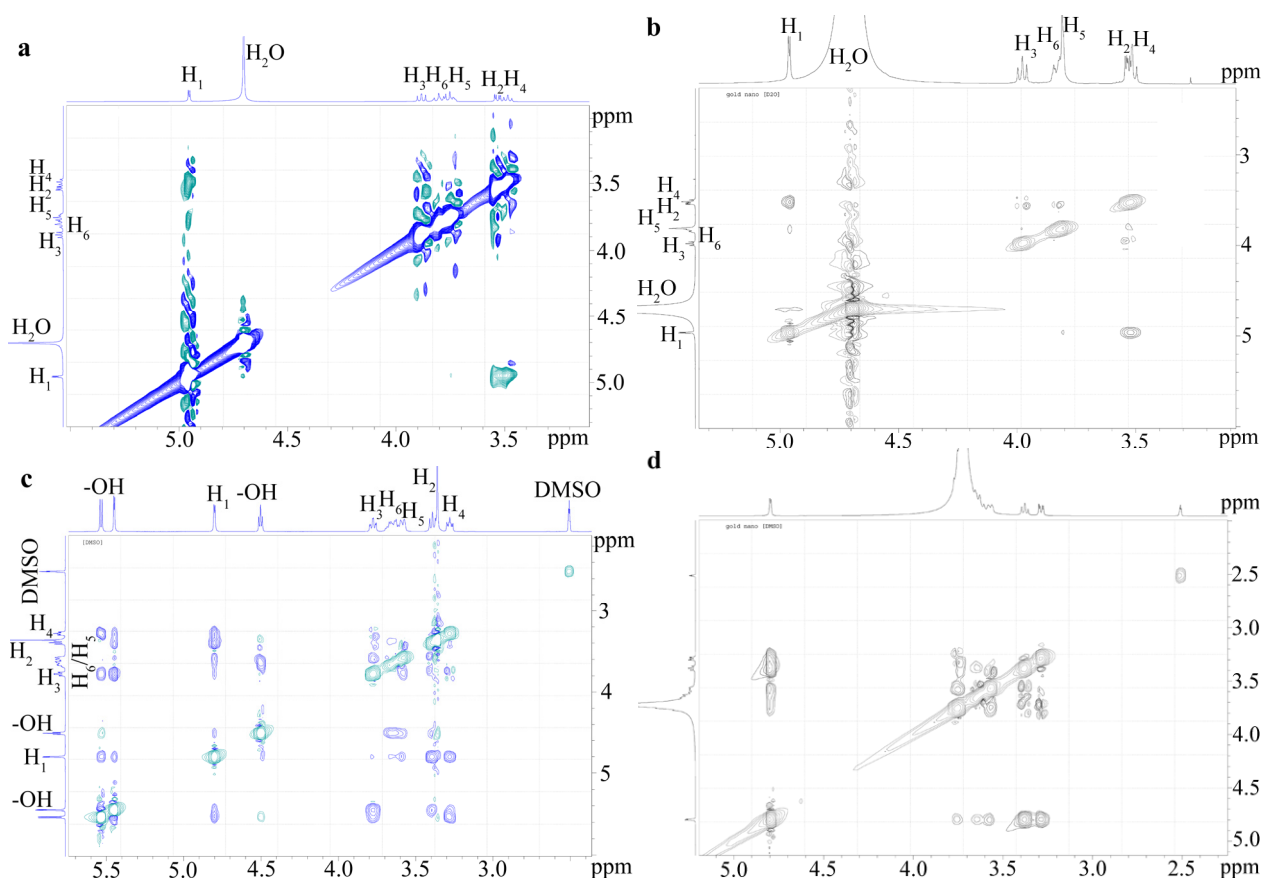 a
H1
H2O
H3H6H5
H2H4
ppm
H4
H2
H5
H6
H3
H2O
H1
3.5
4.0
4.5
5.0
5.0
4.5
4.0
3.5
ppm
b
H1
H2O
H3
H6
H5
H2
H4
ppm
gold nano [D2O]
H4
H2
H5
H6
H3
H2O
H1
3
4
5
5.0
4.5
4.0
3.5
ppm
c
-OH
H1
-OH
H3
H6
H5
H2
H4
DMSO
ppm
[DMSO]
DMSO
H4
H2
H6/H5
H3
-OH
H1
-OH
3
4
5
5.5
5.0
4.5
4.0
3.5
3.0
ppm
d
ppm
gold nano [DMSO]
2.5
3.0
3.5
4.0
4.5
5.0
5.0
4.5
4.0
3.5
3.0
2.5
ppm